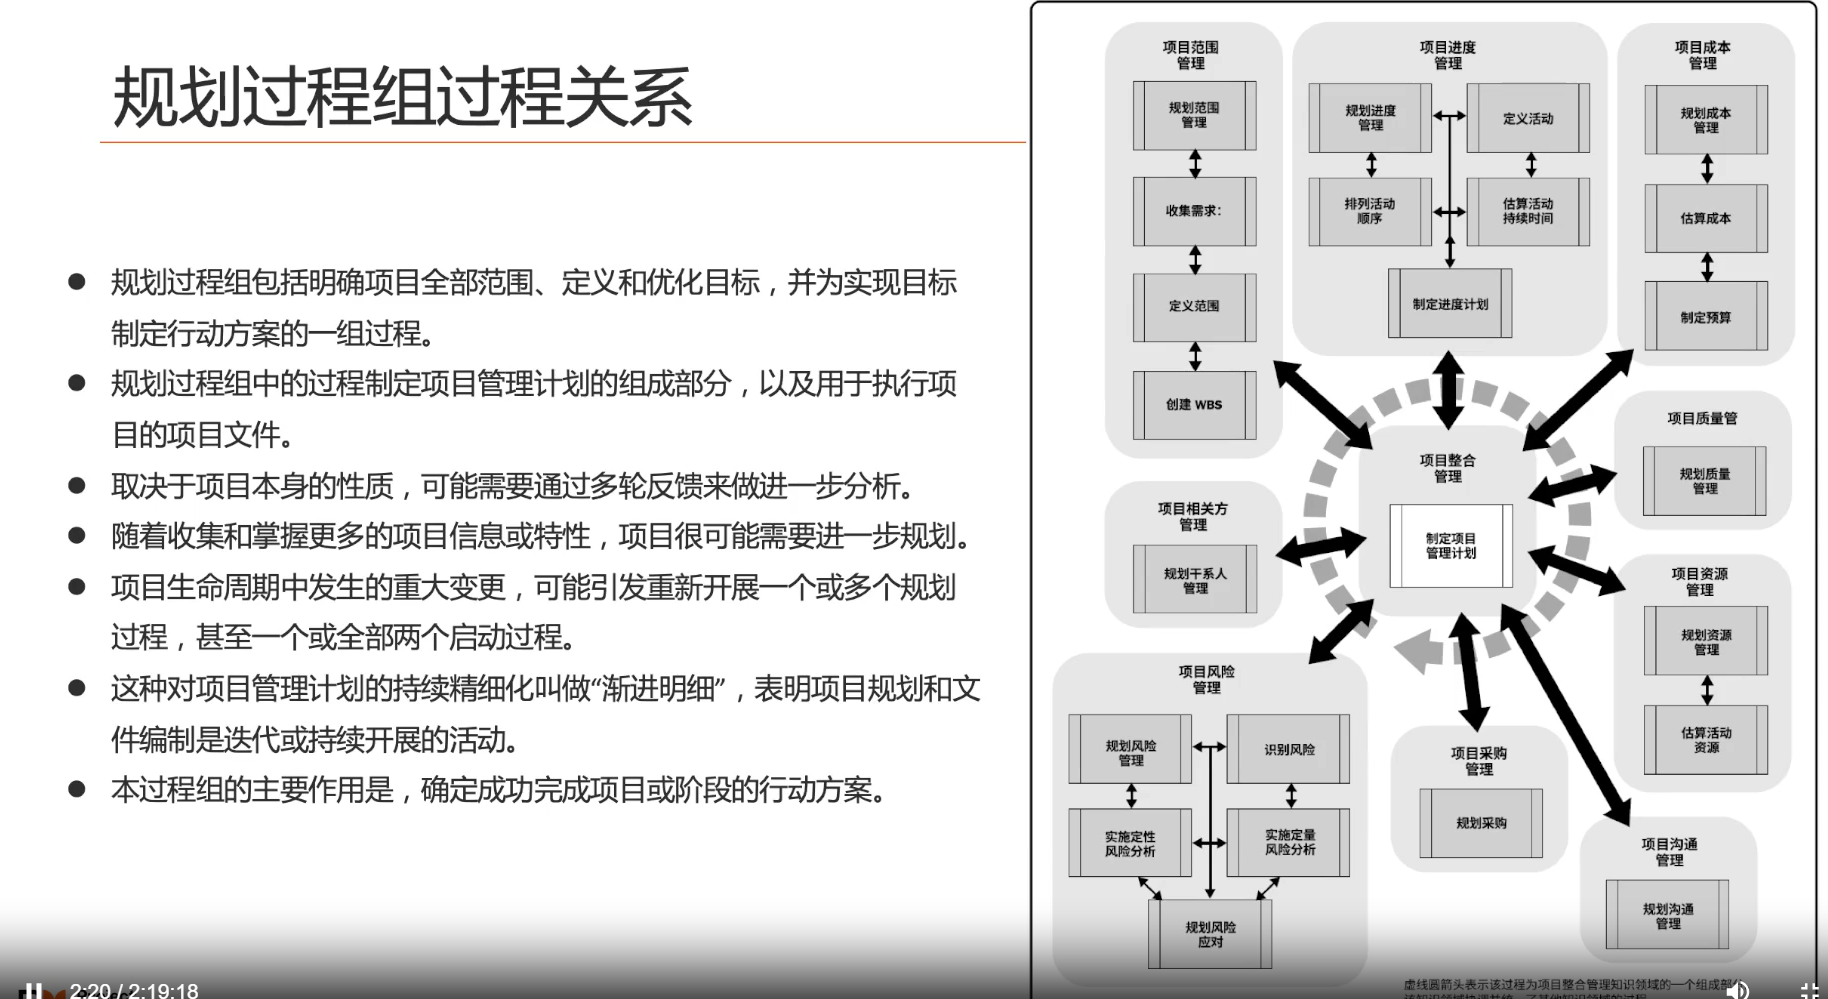 规划过程组过程关系
● 规划过程组包括明确项目全部范围、定义和优化目标，并为实现目标
制定行动方案的一组过程。
● 规划过程组中的过程制定项目管理计划的组成部分，以及用于执行项
目的项目文件。
● 取决于项目本身的性质，可能需要通过多轮反馈来做进一步分析。
● 随着收集和掌握更多的项目信息或特性，项目很可能需要进一步规划。
● 项目生命周期中发生的重大变更，可能引发重新开展一个或多个规划
过程，甚至一个或全部两个启动过程。
● 这种对项目管理计划的持续精细化叫做“渐进明细”，表明项目规划和文
件编制是迭代或持续开展的活动。
● 本过程组的主要作用是，确定成功完成项目或阶段的行动方案。
项目范围
管理
规划范围
管理
收集需求：
定义范围
创建 WBS
项目进度
管理
规划进度
管理
定义活动
排列活动
顺序
估算活动
持续时间
制定进度计划
项目成本
管理
规划成本
管理
估算成本
制定预算
项目质量管
规划质量
管理
项目整合
管理
制定项目
管理计划
项目相关方
管理
规划干系人
管理
项目资源
管理
规划资源
管理
估算活动
资源
项目风险
管理
规划风险
管理
识别风险
实施定性
风险分析
实施定量
风险分析
规划风险
应对
项目采购
管理
规划采购
项目沟通
管理
规划沟通
管理
虚线圆箭头表示该过程为项目整合管理知识领域的一个组成部
2:20 / 2:19:18